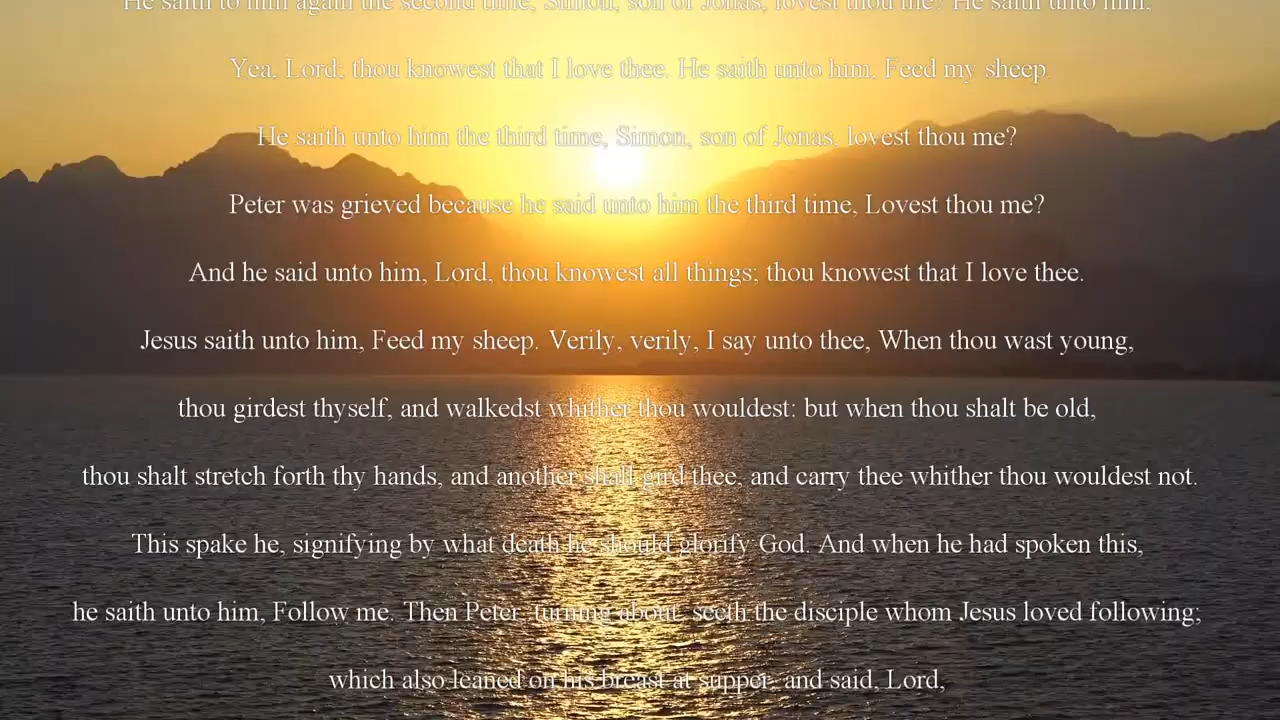 He saith to him again the second time, Simon, son of Jonas, lovest thou me? He saith unto him,
Yea, Lord; thou knowest that I love thee. He saith unto him, Feed my sheep.
He saith unto him the third time, Simon, son of Jonas, lovest thou me?
Peter was grieved because he said unto him the third time, Lovest thou me?
And he said unto him, Lord, thou knowest all things; thou knowest that I love thee.
Jesus saith unto him, Feed my sheep. Verily, verily, I say unto thee, When thou wast young,
thou girdest thyself, and walkedst whither thou wouldest: but when thou shalt be old,
thou shalt stretch forth thy hands, and another shall gird thee, and carry thee whither thou wouldest not.
This spake he, signifying by what death he should glorify God. And when he had spoken this,
he saith unto him, Follow me. Then Peter, turning about, seeth the disciple whom Jesus loved following;
which also leaned on his breast at supper, and said, Lord,